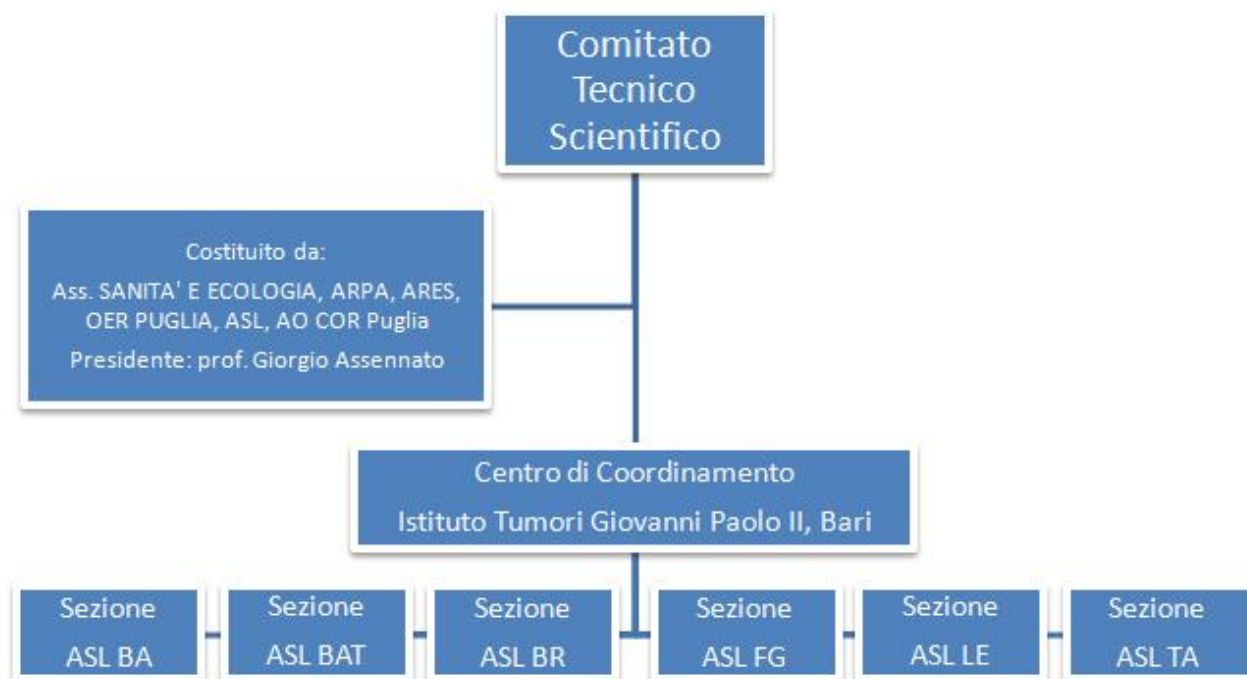 Comitato
Tecnico
Scientifico
Costituito da:
Ass. SANITA' E ECOLOGIA, ARPA, ARES,
OER PUGLIA, ASL, AO COR Puglia
Presidente: prof. Giorgio Assennato
Centro di Coordinamento
Istituto Tumori Giovanni Paolo II, Bari
Sezione
ASL BA
Sezione
ASL BAT
Sezione
ASL BR
Sezione
ASL FG
Sezione
ASL LE
Sezione
ASL TA